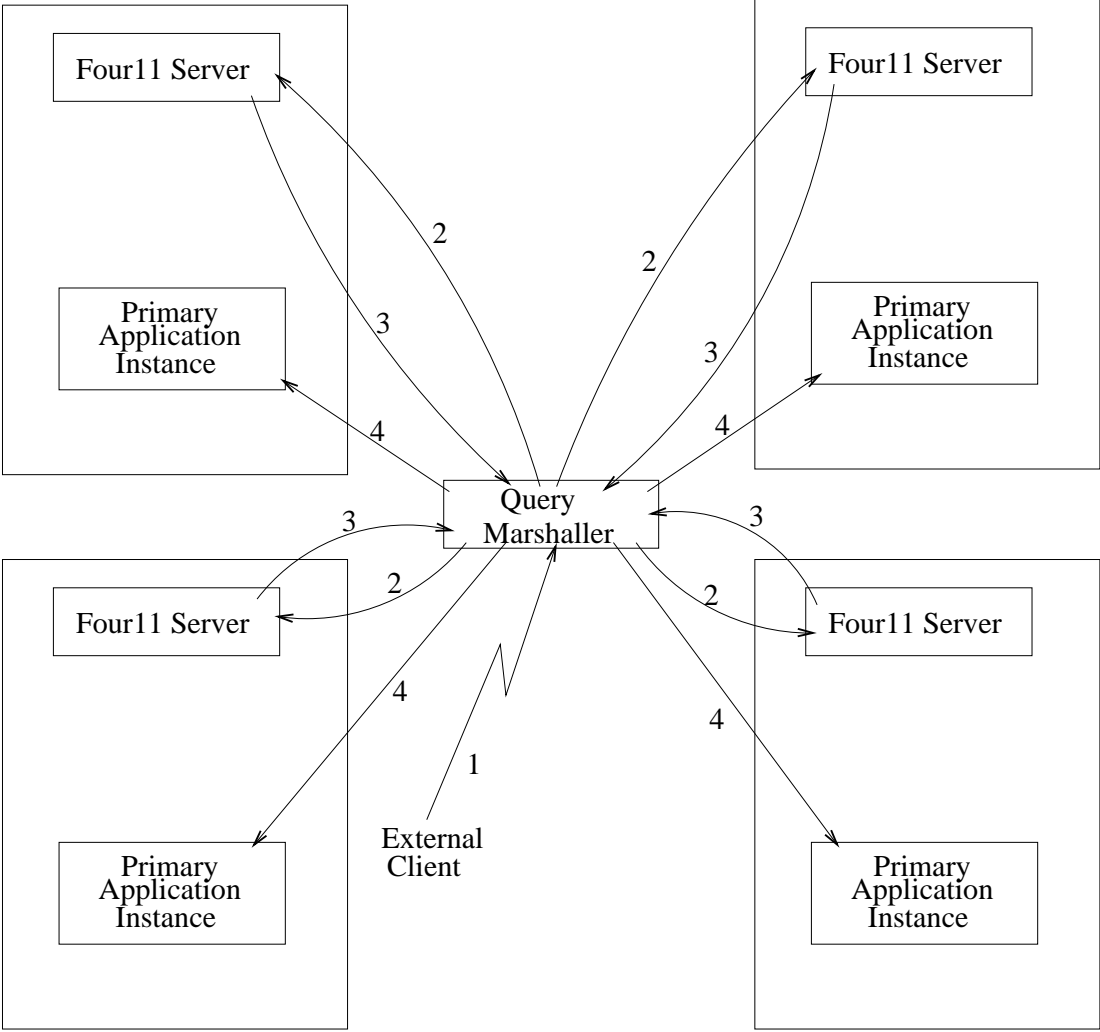 Four11 Server
Four11 Server
2
2
Primary
Application
Instance
Primary
Application
Instance
3
3
4
4
Query
Marshaller
3
3
2
2
Four11 Server
Four11 Server
4
4
1
External
Client
Primary
Application
Instance
Primary
Application
Instance